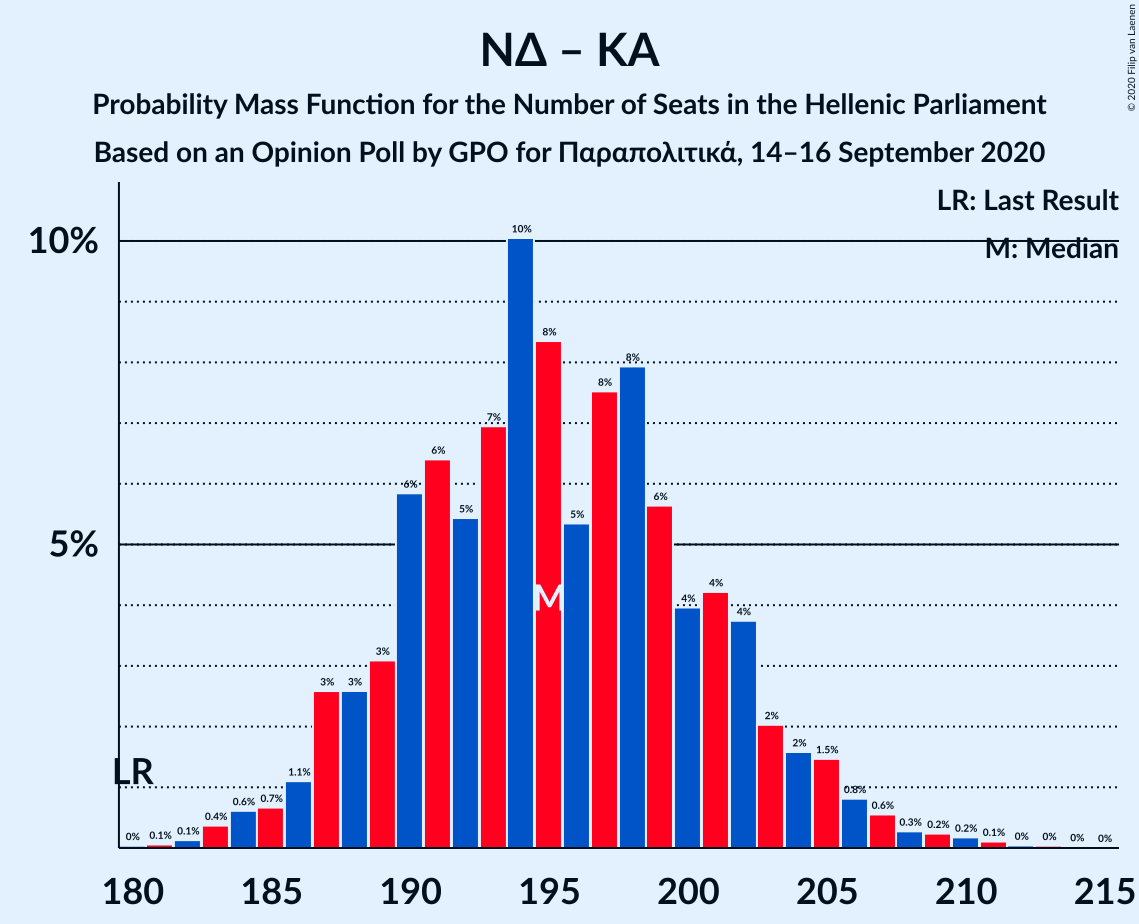 ΝΔ – ΚΑ
Probability Mass Function for the Number of Seats in the Hellenic Parliament
Based on an Opinion Poll by GPO for Παραπολιτικά, 14–16 September 2020
© 2020 Filip van Laenen
LR: Last Result
M: Median
10%
5%
0% 0.1% 0.1% 0.4% 0.6% 0.7% 1.1% 3% 3% 3% 6% 6% 5% 7% 10% 8% 5% 8% 8% 6% 4% 4% 4% 2% 2% 1.5% 0.8% 0.6% 0.3% 0.2% 0.2% 0.1% 0% 0% 0% 0%
M
LR
180 185 190 195 200 205 210 215